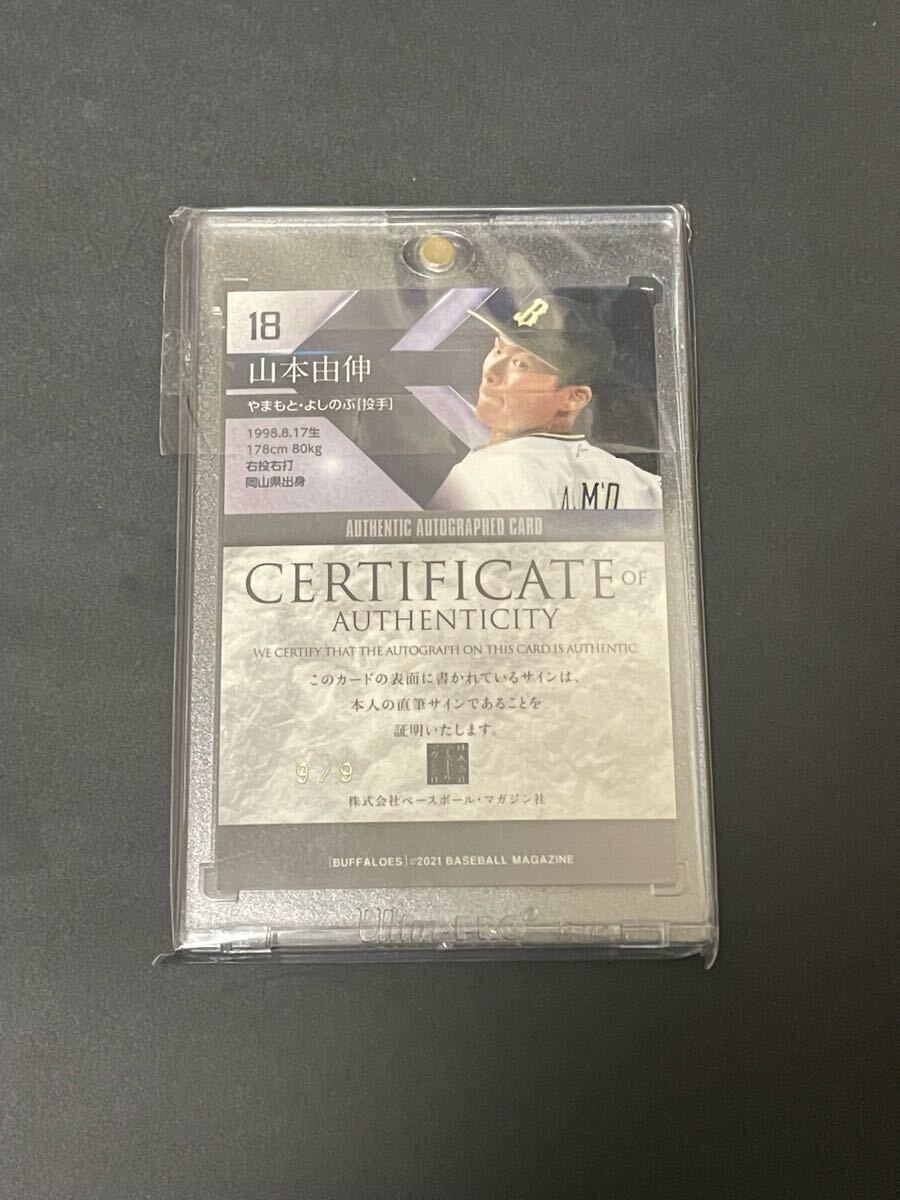 18
B
山本由伸
やまもと・よしのぶ[投手]
1998.8.17生
178cm 80kg
右投右打
岡山県出身
AUTHENTIC AUTOGRAPHED CARD
CERTIFICATE OF
AUTHENTICITY
WE CERTIFY THAT THE AUTOGRAPH ON THIS CARD IS AUTHENTIC.
このカードの表面に書かれているサインは、
本人の直筆サインであることを
証明いたします。
9/9
株式会社ベースボール・マガジン社
[BUFFALOES] ©2021 BASEBALL MAGAZINE
Ultra PRO